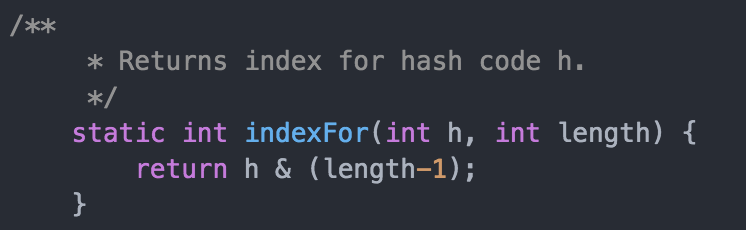 /**
* Returns index for hash code h.
*/
static int indexFor(int h, int length) {
return h & (length-1);
}